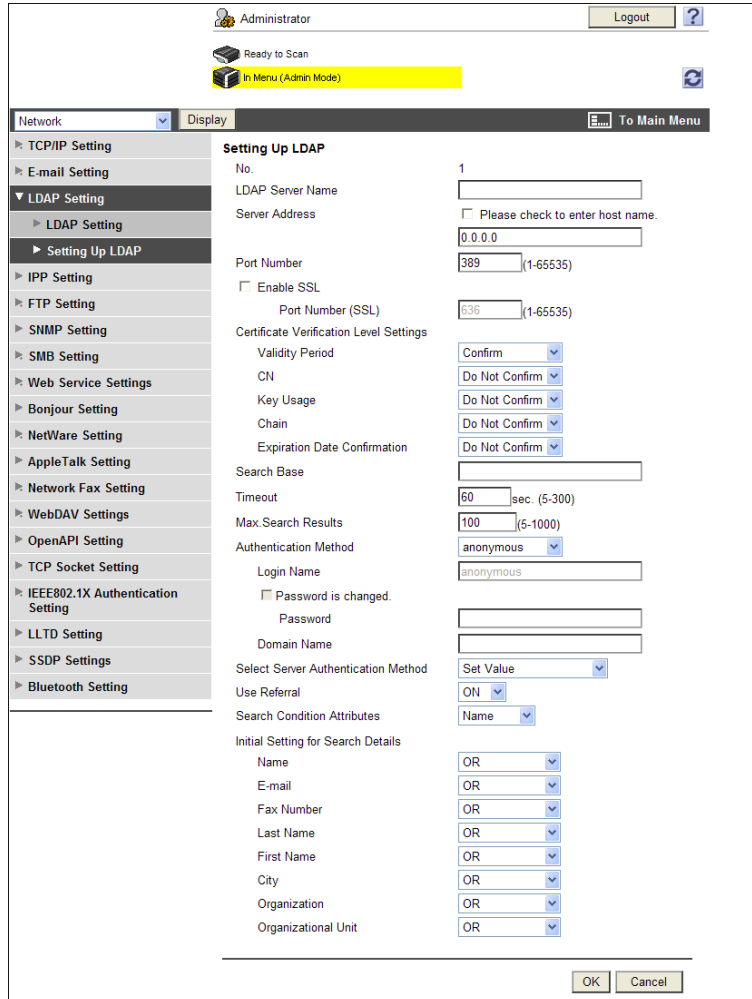 Administrator
Logout
?
Ready to Scan
In Menu (Admin Mode)
Network
Display
To Main Menu
TCP/IP Setting
E-mail Setting
LDAP Setting
LDAP Setting
Setting Up LDAP
IPP Setting
FTP Setting
SNMP Setting
SMB Setting
Web Service Settings
Bonjour Setting
NetWare Setting
AppleTalk Setting
Network Fax Setting
WebDAV Settings
OpenAPI Setting
TCP Socket Setting
IEEE802.1X Authentication
Setting
LLTD Setting
SSDP Settings
Bluetooth Setting
Setting Up LDAP
No. 1
LDAP Server Name
Server Address Please check to enter host name.
0.0.0.0
Port Number 389 (1-65535)
Enable SSL
Port Number (SSL) 636 (1-65535)
Certificate Verification Level Settings
Validity Period Confirm
CN Do Not Confirm
Key Usage Do Not Confirm
Chain Do Not Confirm
Expiration Date Confirmation Do Not Confirm
Search Base
Timeout 60 sec. (5-300)
Max.Search Results 100 (5-1000)
Authentication Method anonymous
Login Name anonymous
Password is changed.
Password
Domain Name
Select Server Authentication Method Set Value
Use Referral ON
Search Condition Attributes Name
Initial Setting for Search Details
Name OR
E-mail OR
Fax Number OR
Last Name OR
First Name OR
City OR
Organization OR
Organizational Unit OR
OK Cancel